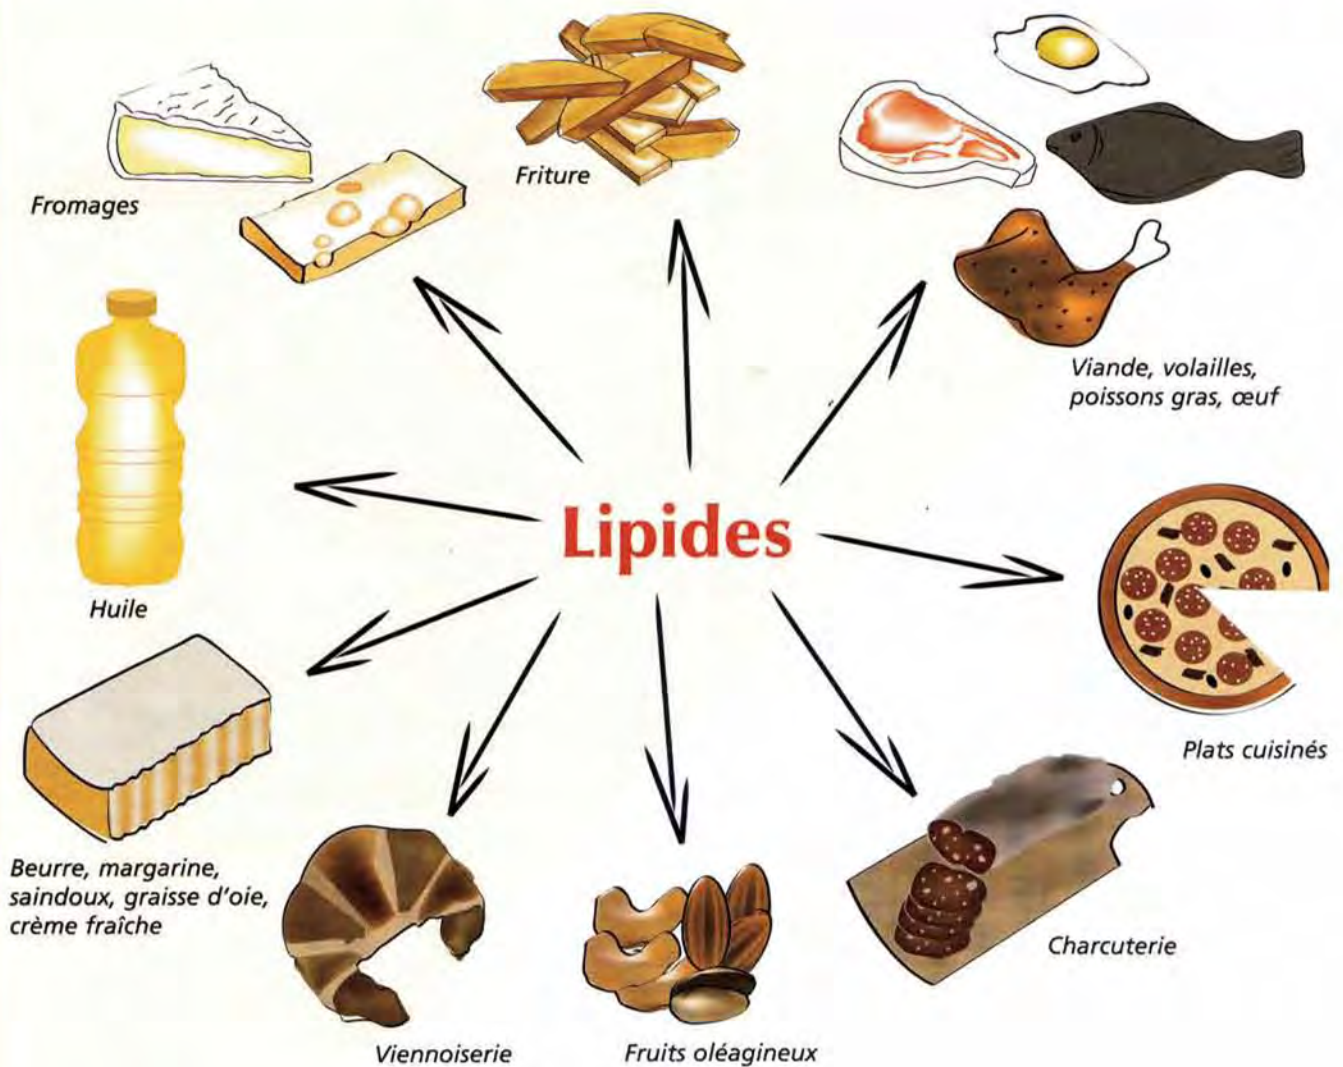 Fromages
Friture
Viande, volailles,
poissons gras, œuf
Lipides
Huile
Plats cuisinés
Beurre, margarine,
saindoux, graisse d'oie,
crème fraîche
Charcuterie
Viennoiserie
Fruits oléagineux